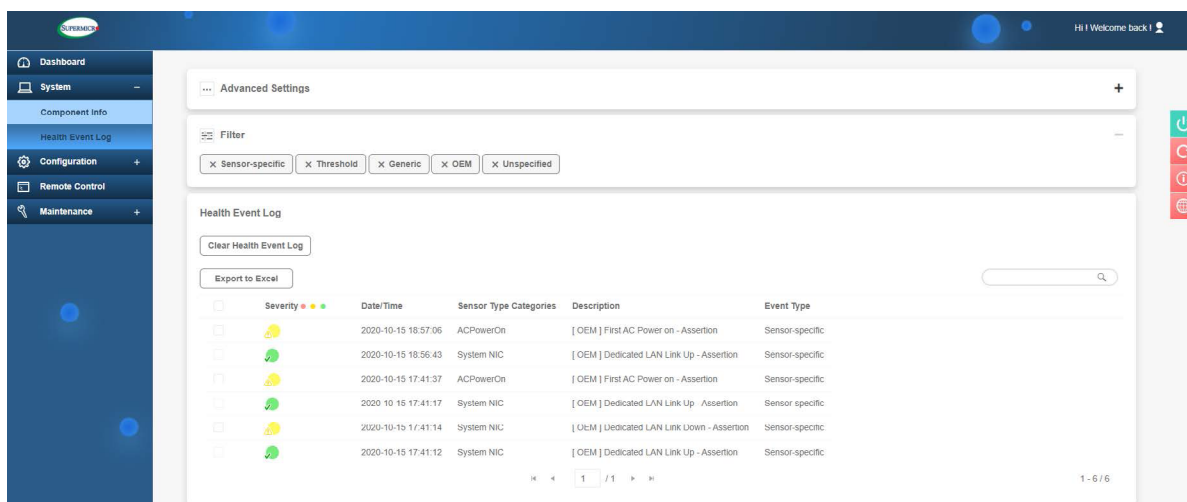 SUPERMICR
Hi ! Welcome back !
Dashboard
System −
Component Info
Health Event Log
Configuration +
Remote Control
Maintenance +
... Advanced Settings +
Filter −
× Sensor-specific × Threshold × Generic × OEM × Unspecified
Health Event Log
Clear Health Event Log
Export to Excel
Severity Date/Time Sensor Type Categories Description Event Type
2020-10-15 18:57:06 ACPowerOn [ OEM ] First AC Power on - Assertion Sensor-specific
2020-10-15 18:56:43 System NIC [ OEM ] Dedicated LAN Link Up - Assertion Sensor-specific
2020-10-15 17:41:37 ACPowerOn [ OEM ] First AC Power on - Assertion Sensor-specific
2020-10-15 17:41:17 System NIC [ OEM ] Dedicated LAN Link Up - Assertion Sensor-specific
2020-10-15 17:41:14 System NIC [ OEM ] Dedicated LAN Link Down - Assertion Sensor-specific
2020-10-15 17:41:12 System NIC [ OEM ] Dedicated LAN Link Up - Assertion Sensor-specific
1 / 1
1 - 6 / 6